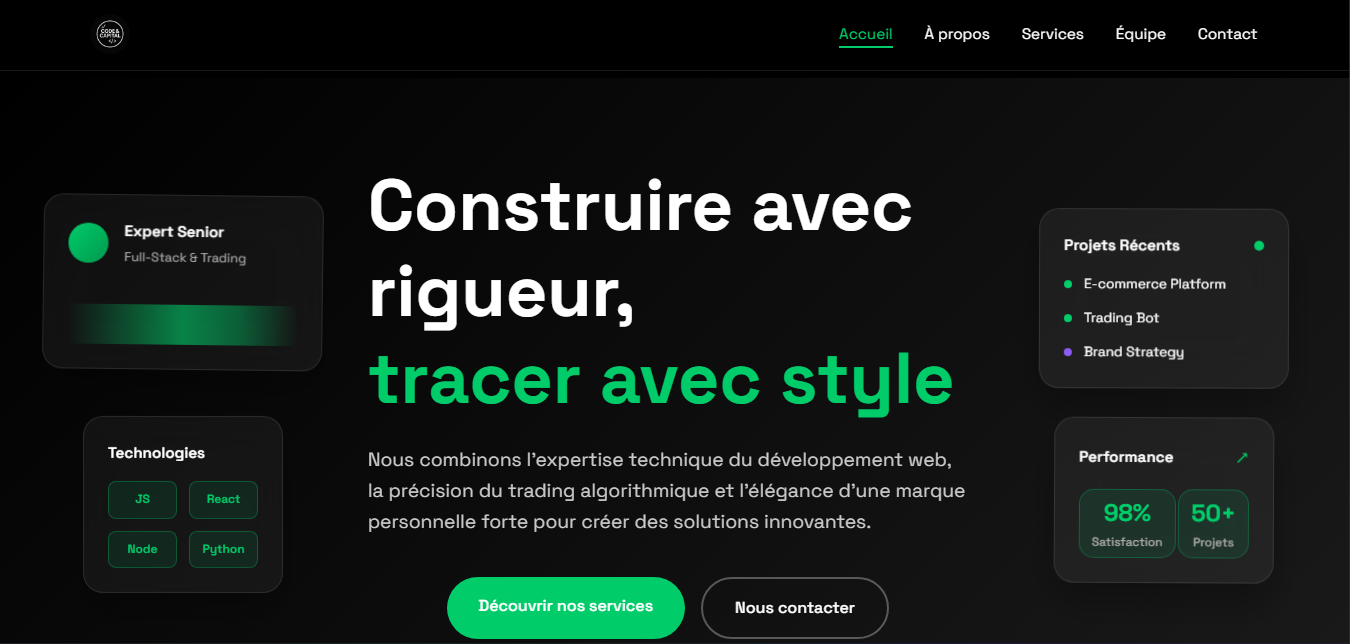 CODE&
CAPITAL
</>
Accueil
À propos
Services
Équipe
Contact
Construire avec
rigueur,
tracer avec style
Nous combinons l'expertise technique du développement web,
la précision du trading algorithmique et l'élégance d'une marque
personnelle forte pour créer des solutions innovantes.
Découvrir nos services
Nous contacter
Expert Senior
Full-Stack & Trading
Technologies
JS
React
Node
Python
Projets Récents
E-commerce Platform
Trading Bot
Brand Strategy
Performance
↗
98%
Satisfaction
50+
Projets